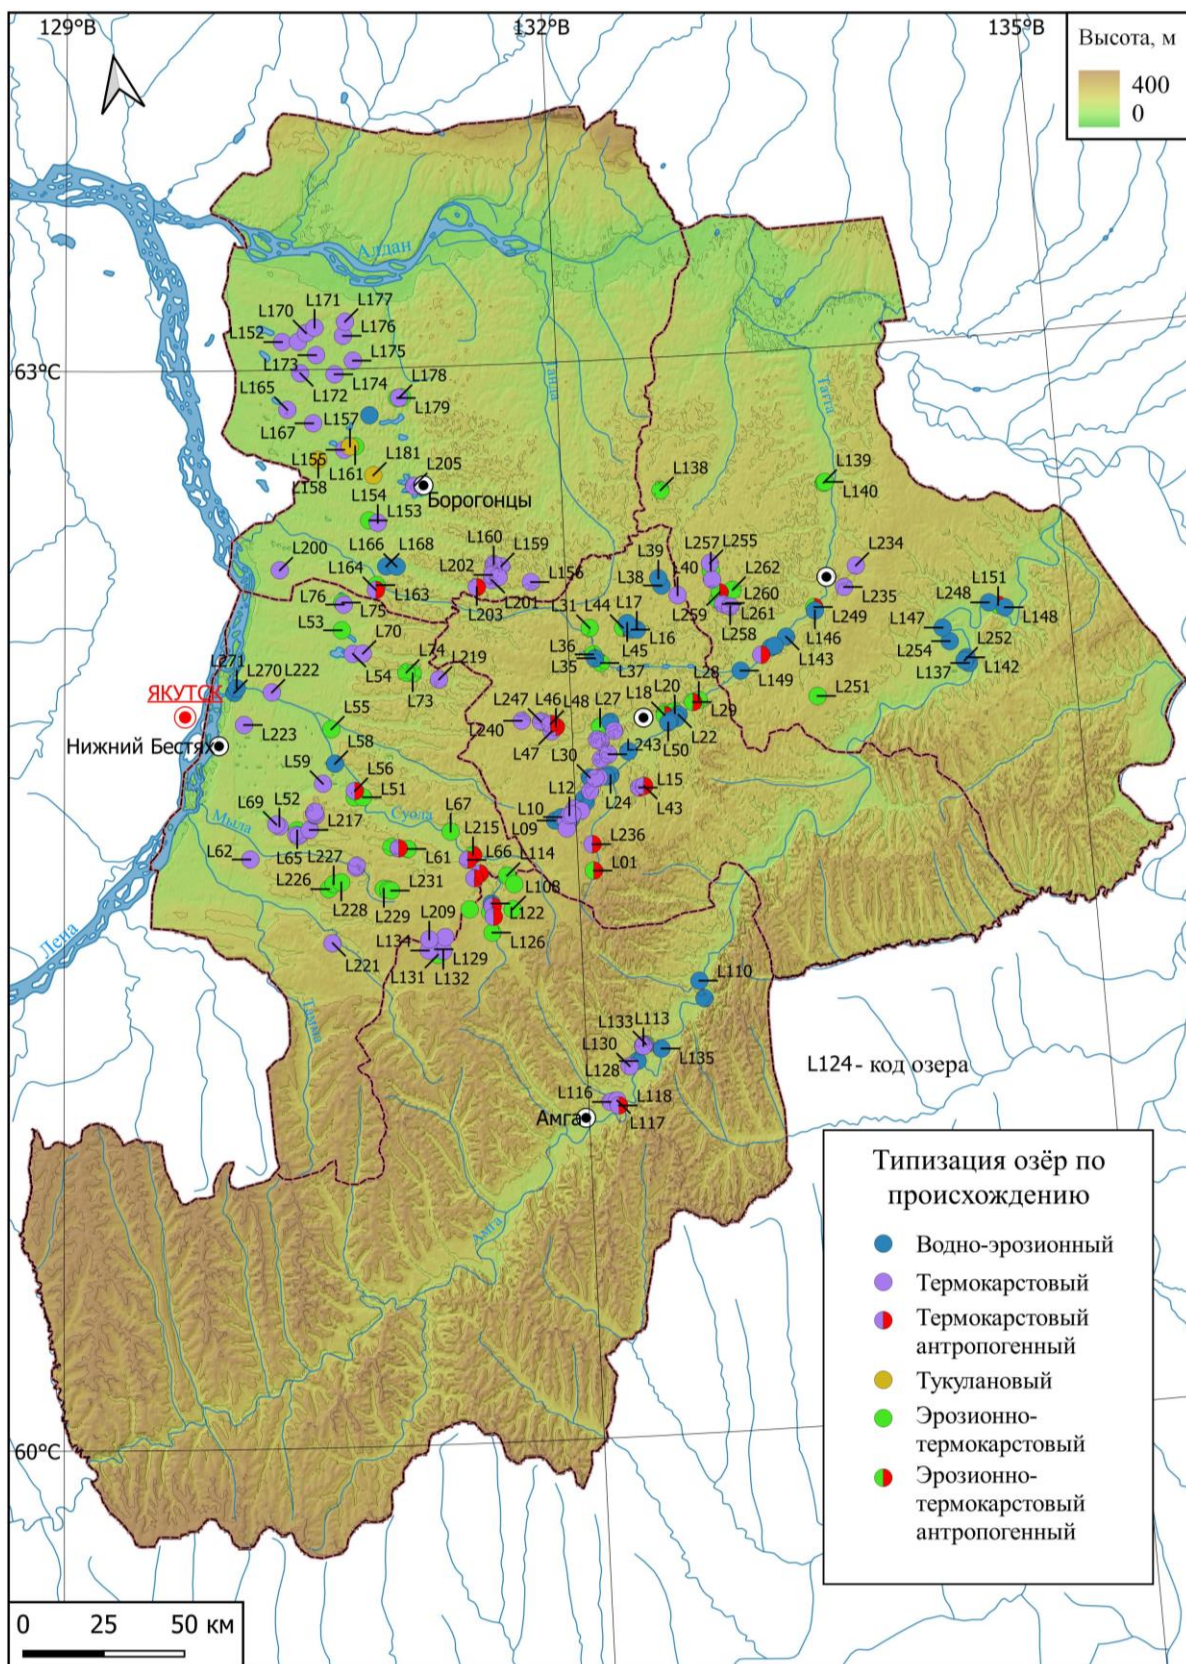 129°В
132°В
135°В
Высота, м
400
0
Алдан
L171
L177
L170
L176
L152
L175
L173
63°С
L174
L178
L165
L172
L157
L179
Танда
Татта
L167
L155
L181
L158
L161
L205
L138
L139
L140
Борогонцы
L154
L153
L160
L159
L39
L257
L255
L234
L166
L168
L40
L200
L202
L156
L38
L262
L164
L163
L201
L260
L235
L248
L151
L76
L75
L203
L31
L44
L17
L259
L261
L249
L148
L147
L53
L16
L258
L146
L70
L36
L45
L143
L254
L252
L74
L35
L37
L271
L270
L222
L54
L219
L28
L149
L137
L142
L73
L18
L20
L251
ЯКУТСК
L247
L46
L48
L27
L29
L55
L240
L22
L223
Нижний Бестях
L47
L243
L50
L58
L30
L59
L56
L12
L15
L51
L24
L43
L69
L52
Суола
L67
L10
Мыла
L217
L215
L09
L236
L62
L65
L227
L61
L66
L114
L01
L226
L231
L108
L228
L229
L209
L122
Лена
L134
L126
L221
L129
L131
L132
L110
Тамма
L133
L113
L130
L135
L128
L124 - код озера
L116
L118
Амга
L117
Амга
Типизация озёр по
происхождению
Водно-эрозионный
Термокарстовый
Термокарстовый
антропогенный
Тукулановый
Эрозионно-
термокарстовый
Эрозионно-
термокарстовый
антропогенный
60°С
0
25
50 км